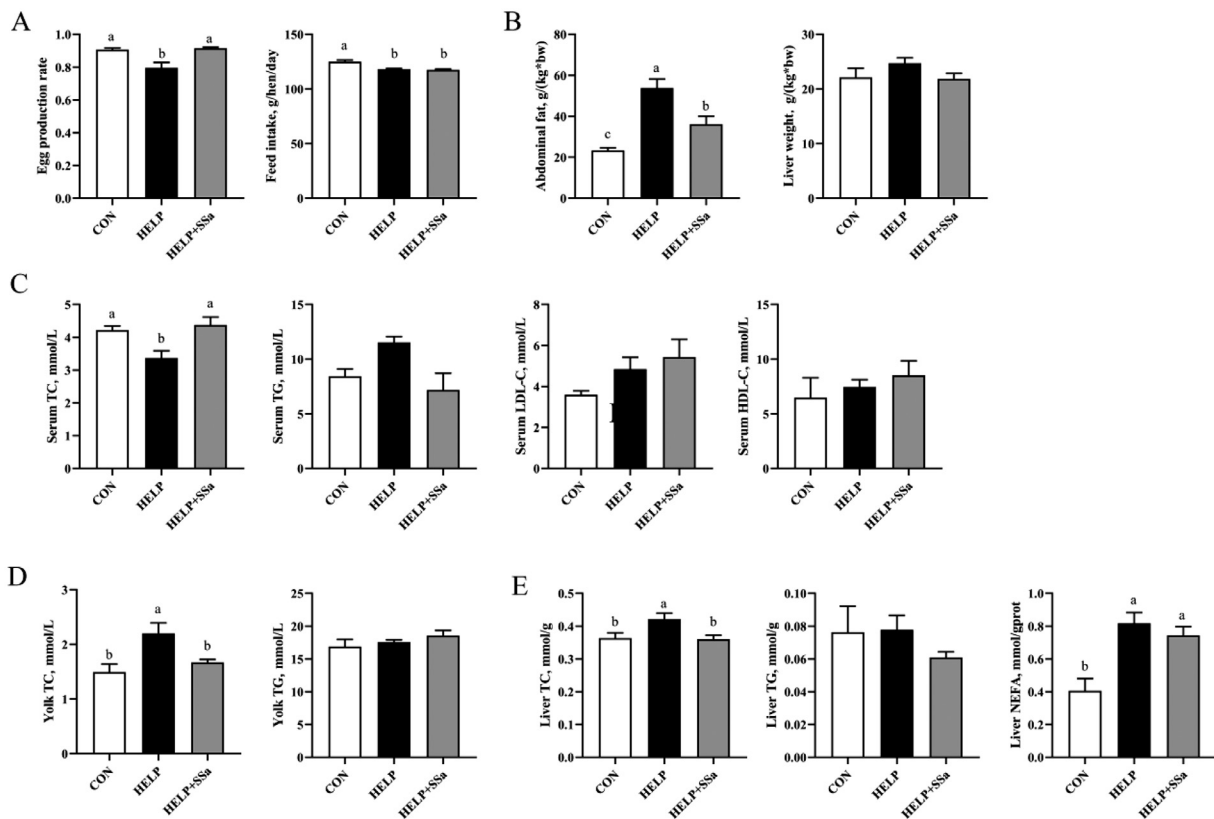 A
Egg production rate
1.0
0.8
0.6
0.4
0.2
0.0
a
b
a
CON
HELP
HELP+SSa
Feed intake, g/hen/day
150
100
50
0
a
b
b
CON
HELP
HELP+SSa
B
Abdominal fat, g/(kg*bw)
80
60
40
20
0
c
a
b
CON
HELP
HELP+SSa
Liver weight, g/(kg*bw)
30
20
10
0
CON
HELP
HELP+SSa
C
Serum TC, mmol/L
5
4
3
2
1
0
a
b
a
CON
HELP
HELP+SSa
Serum TG, mmol/L
15
10
5
0
CON
HELP
HELP+SSa
Serum LDL-C, mmol/L
8
6
4
2
0
CON
HELP
HELP+SSa
Serum HDL-C, mmol/L
15
10
5
0
CON
HELP
HELP+SSa
D
Yolk TC, mmol/L
3
2
1
0
b
a
b
CON
HELP
HELP+SSa
Yolk TG, mmol/L
25
20
15
10
5
0
CON
HELP
HELP+SSa
E
Liver TC, mmol/g
0.5
0.4
0.3
0.2
0.1
0.0
b
a
b
CON
HELP
HELP+SSa
Liver TG, mmol/g
0.10
0.08
0.06
0.04
0.02
0.00
CON
HELP
HELP+SSa
Liver NEFA, mmol/gprot
1.0
0.8
0.6
0.4
0.2
0.0
b
a
a
CON
HELP
HELP+SSa